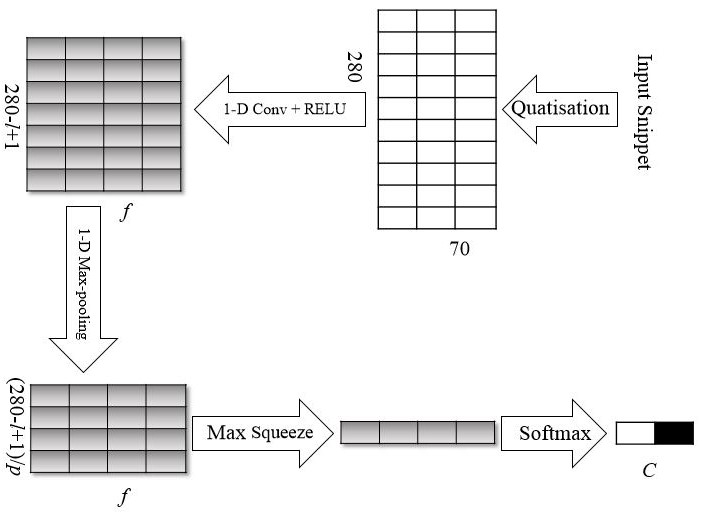 Input Snippet
Quatisation
280
70
1-D Conv + RELU
280-l+1
f
1-D Max-pooling
(280-l+1)/p
f
Max Squeeze
Softmax
C